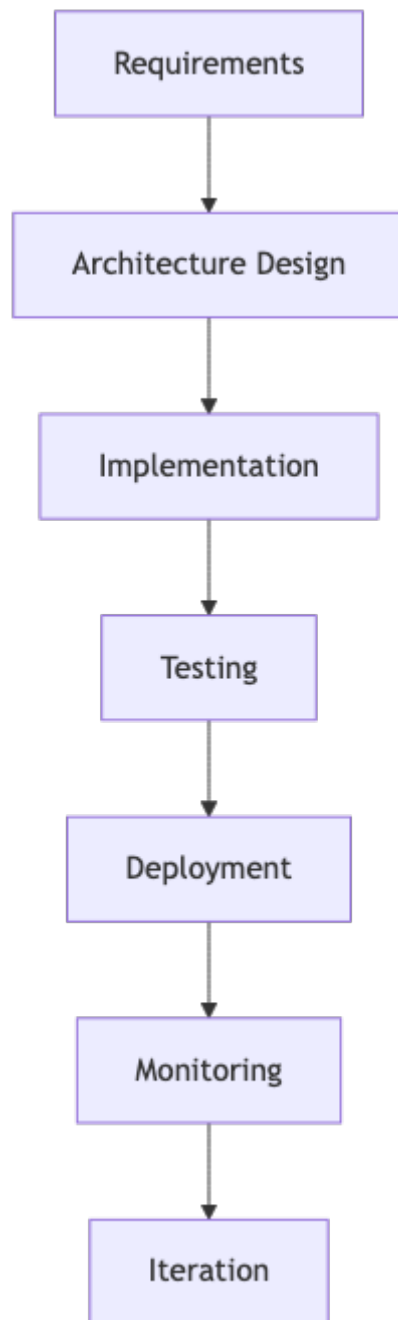 Requirements
Architecture Design
Implementation
Testing
Deployment
Monitoring
Iteration